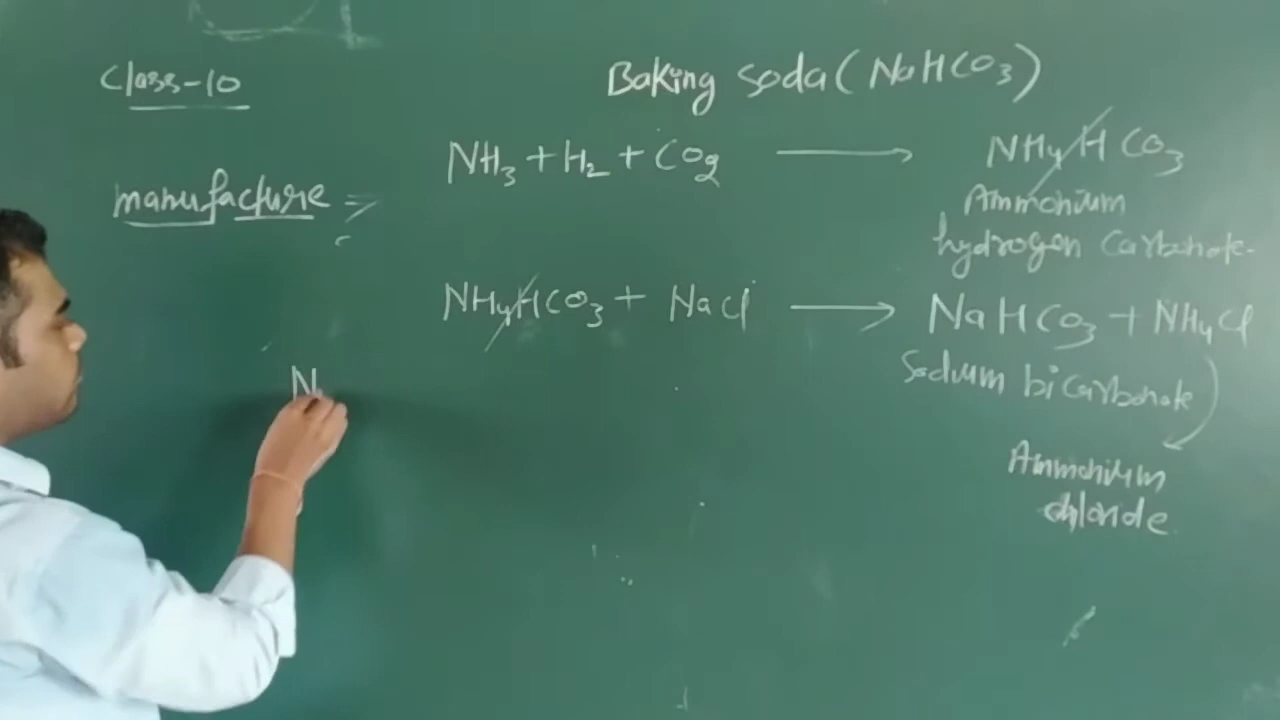 Class-10
Baking soda (NaHCO3)
NH3 + H2 + CO2 → NH4HCO3
Ammonium
hydrogen Carbonate
manufacture =
NH4HCO3 + NaCl → NaHCO3 + NH4Cl
Sodium bicarbonate
Ammonium
chloride
N